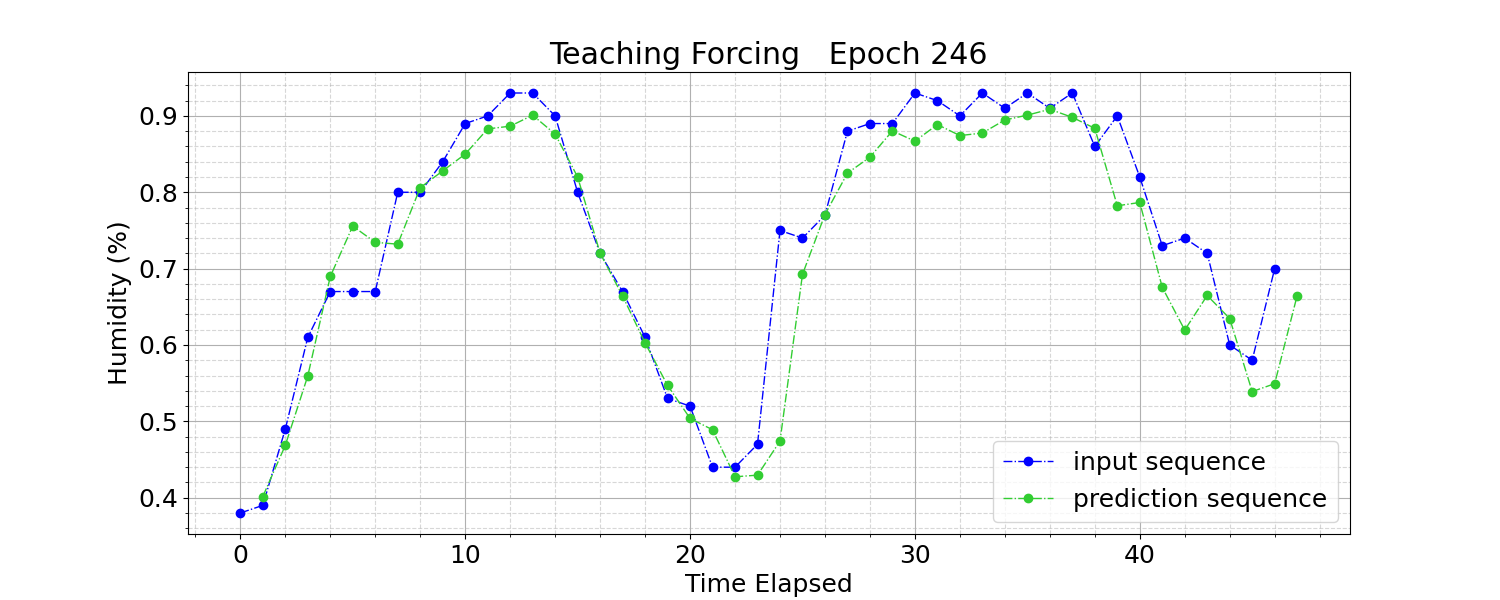 Teaching Forcing   Epoch 246
Humidity (%)
0.9
0.8
0.7
0.6
0.5
0.4
input sequence
prediction sequence
0 10 20 30 40
Time Elapsed